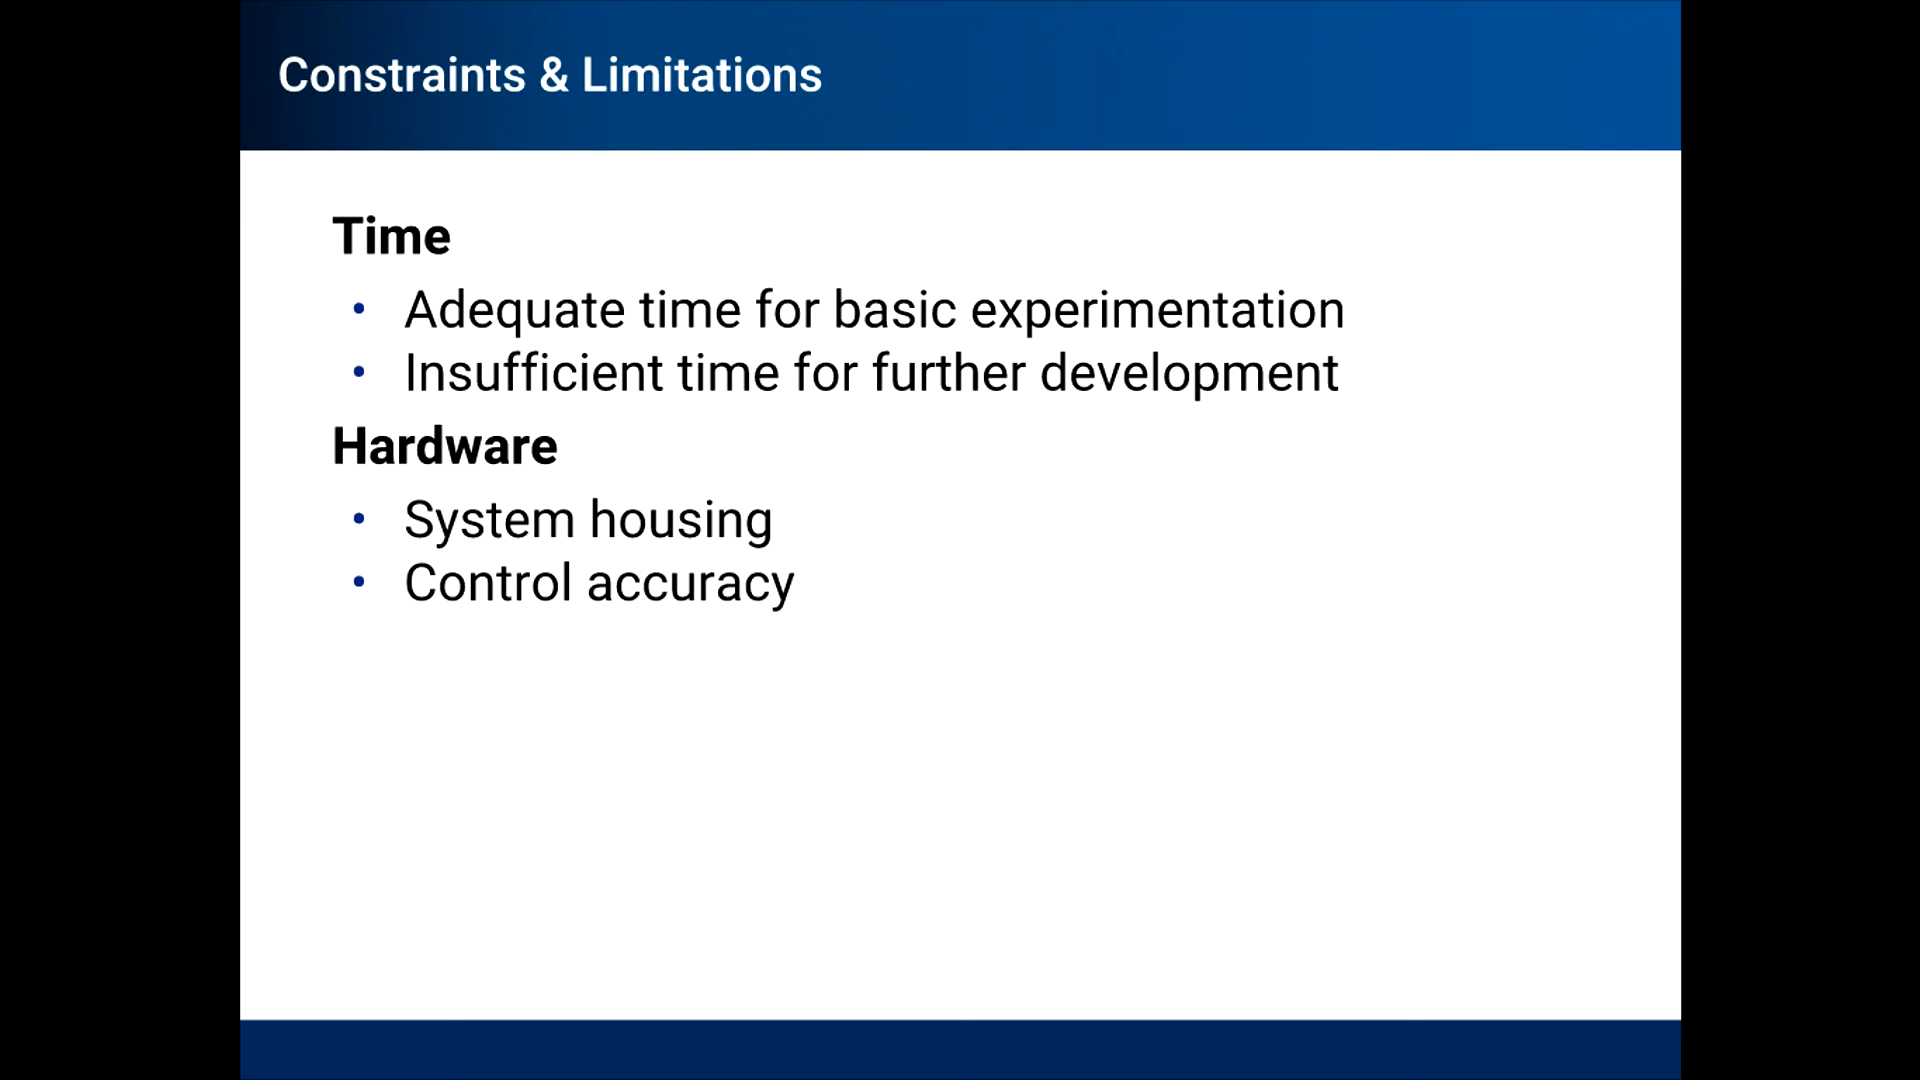 Constraints & Limitations
Time
• Adequate time for basic experimentation
• Insufficient time for further development
Hardware
• System housing
• Control accuracy